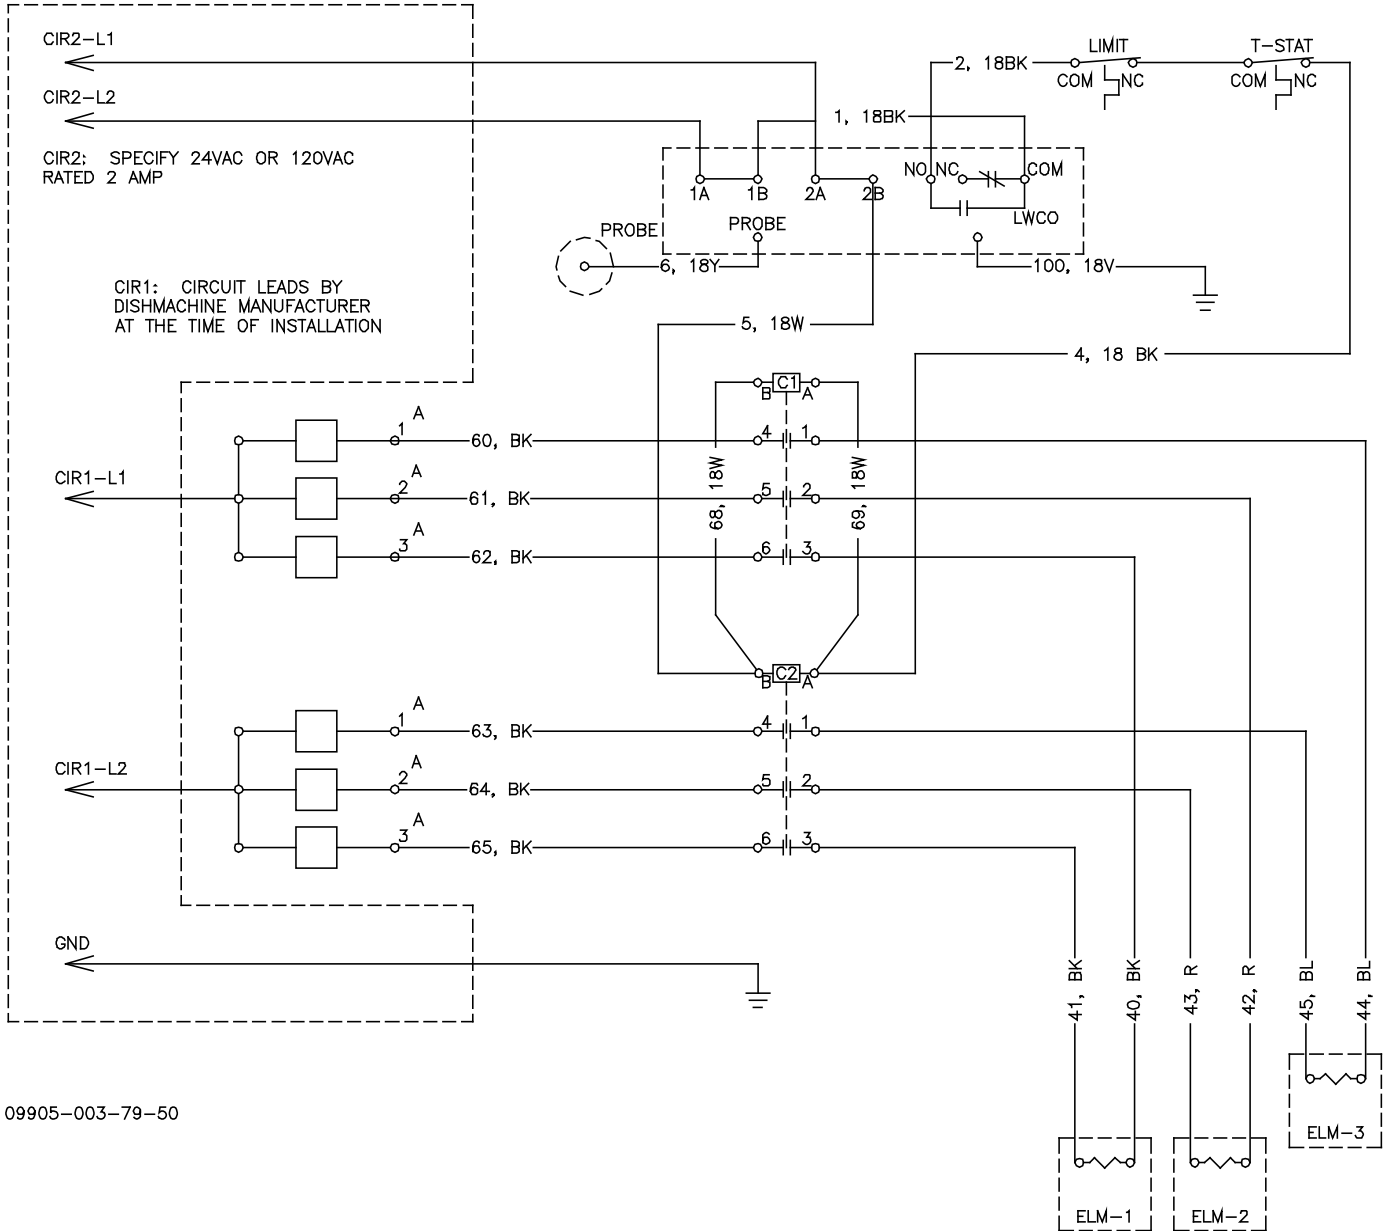 CIR2-L1
LIMIT
T-STAT
2, 18BK
COM
NC
COM
NC
CIR2-L2
1, 18BK
CIR2: SPECIFY 24VAC OR 120VAC
RATED 2 AMP
NO
NC
COM
1A
1B
2A
2B
LWCO
PROBE
PROBE
6, 18Y
100, 18V
CIR1: CIRCUIT LEADS BY
DISHMACHINE MANUFACTURER
AT THE TIME OF INSTALLATION
5, 18W
4, 18 BK
C1
B
A
A
1
60, BK
4
1
CIR1-L1
A
2
61, BK
5
2
68, 18W
69, 18W
A
3
62, BK
6
3
C2
B
A
A
1
63, BK
4
1
CIR1-L2
A
2
64, BK
5
2
A
3
65, BK
6
3
GND
41, BK
40, BK
43, R
42, R
45, BL
44, BL
09905-003-79-50
ELM-3
ELM-1
ELM-2